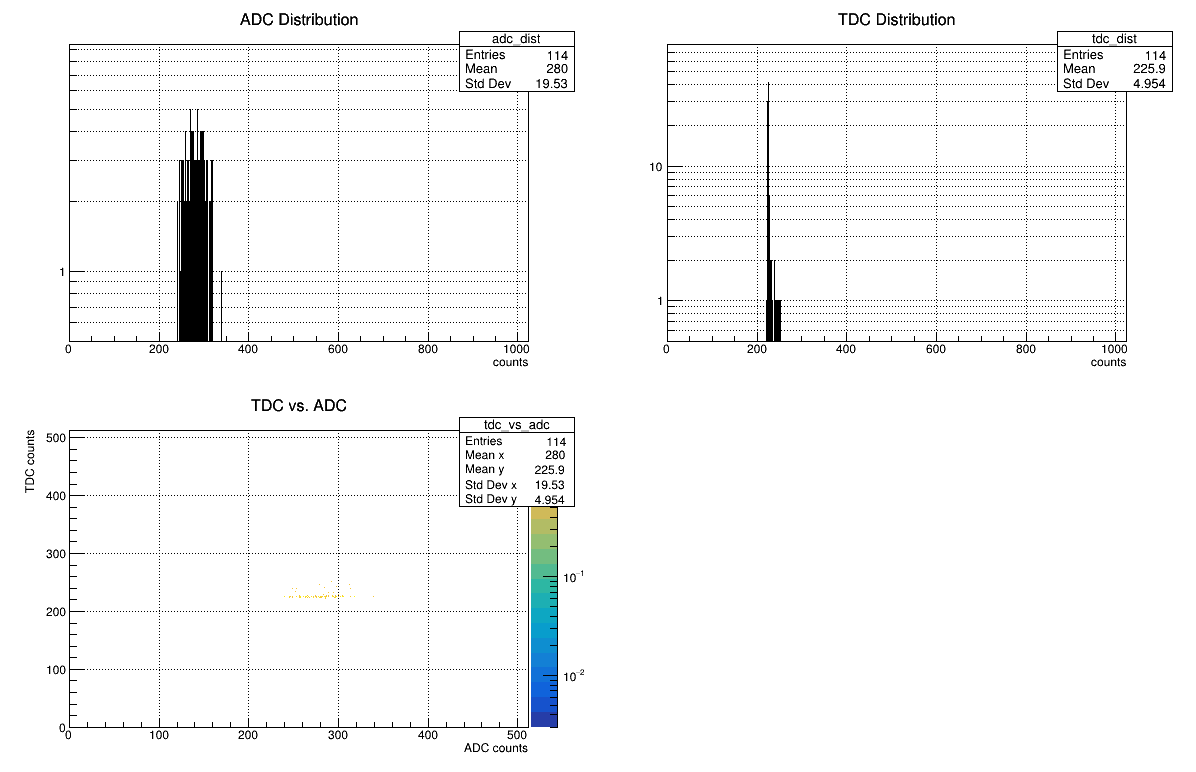 ADC Distribution
adc_dist
Entries 114
Mean 280
Std Dev 19.53
1
0 200 400 600 800 1000
counts
TDC Distribution
tdc_dist
Entries 114
Mean 225.9
Std Dev 4.954
10
1
0 200 400 600 800 1000
counts
TDC vs. ADC
tdc_vs_adc
Entries 114
Mean x 280
Mean y 225.9
Std Dev x 19.53
Std Dev y 4.954
TDC counts
500
400
300
200
100
0
0 100 200 300 400 500
ADC counts
10⁻¹
10⁻²